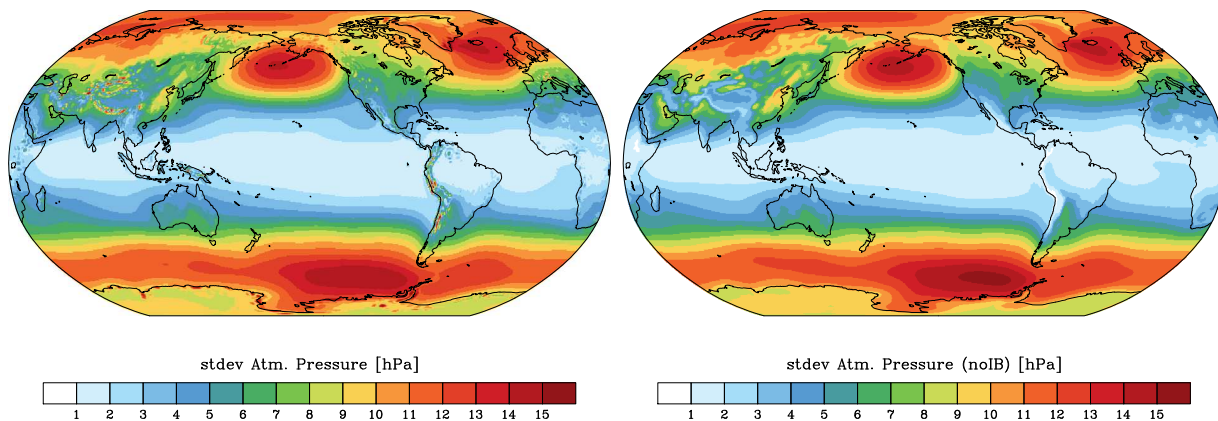 stdev Atm. Pressure [hPa]
1 2 3 4 5 6 7 8 9 10 11 12 13 14 15
stdev Atm. Pressure (noIB) [hPa]
1 2 3 4 5 6 7 8 9 10 11 12 13 14 15